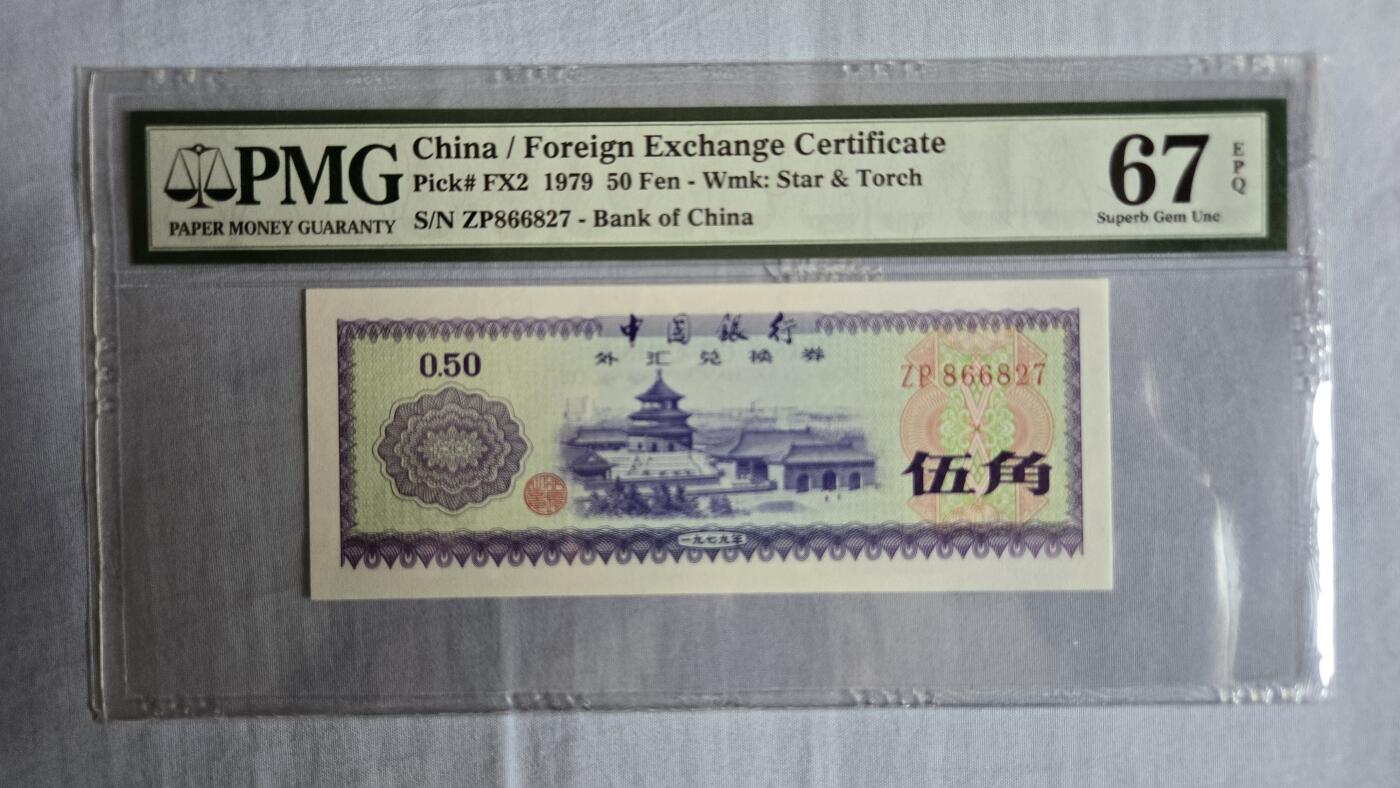 PMG
PAPER MONEY GUARANTY
China / Foreign Exchange Certificate
Pick# FX2 1979 50 Fen - Wmk: Star & Torch
S/N ZP866827 - Bank of China
67
EPQ
Superb Gem Unc
中国银行
外汇兑换券
0.50
ZP 866827
伍角
一九七九年